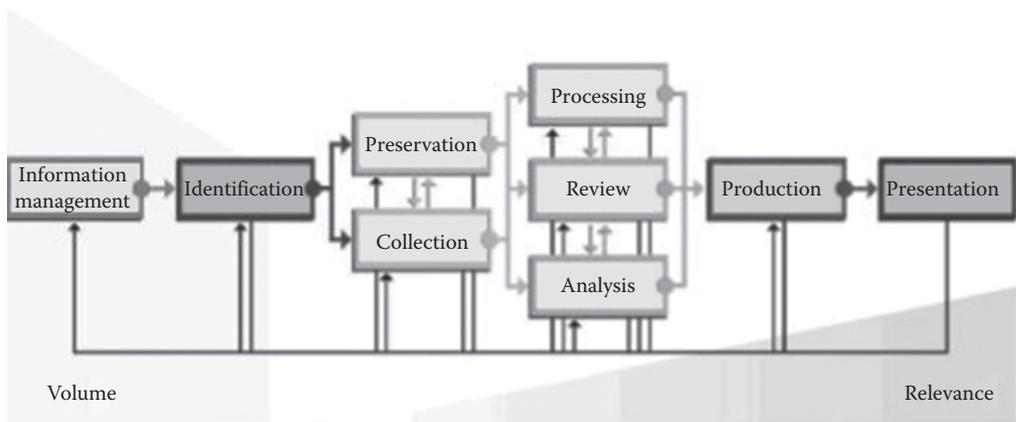 Information
management
Identification
Preservation
Collection
Processing
Review
Analysis
Production
Presentation
Volume
Relevance